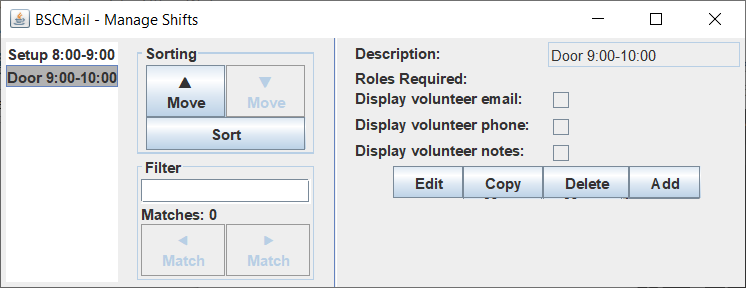 BSCMail - Manage Shifts
Setup 8:00-9:00
Door 9:00-10:00
Sorting
Move
Move
Sort
Filter
Matches: 0
Match
Match
Description:
Door 9:00-10:00
Roles Required:
Display volunteer email:
Display volunteer phone:
Display volunteer notes:
Edit
Copy
Delete
Add